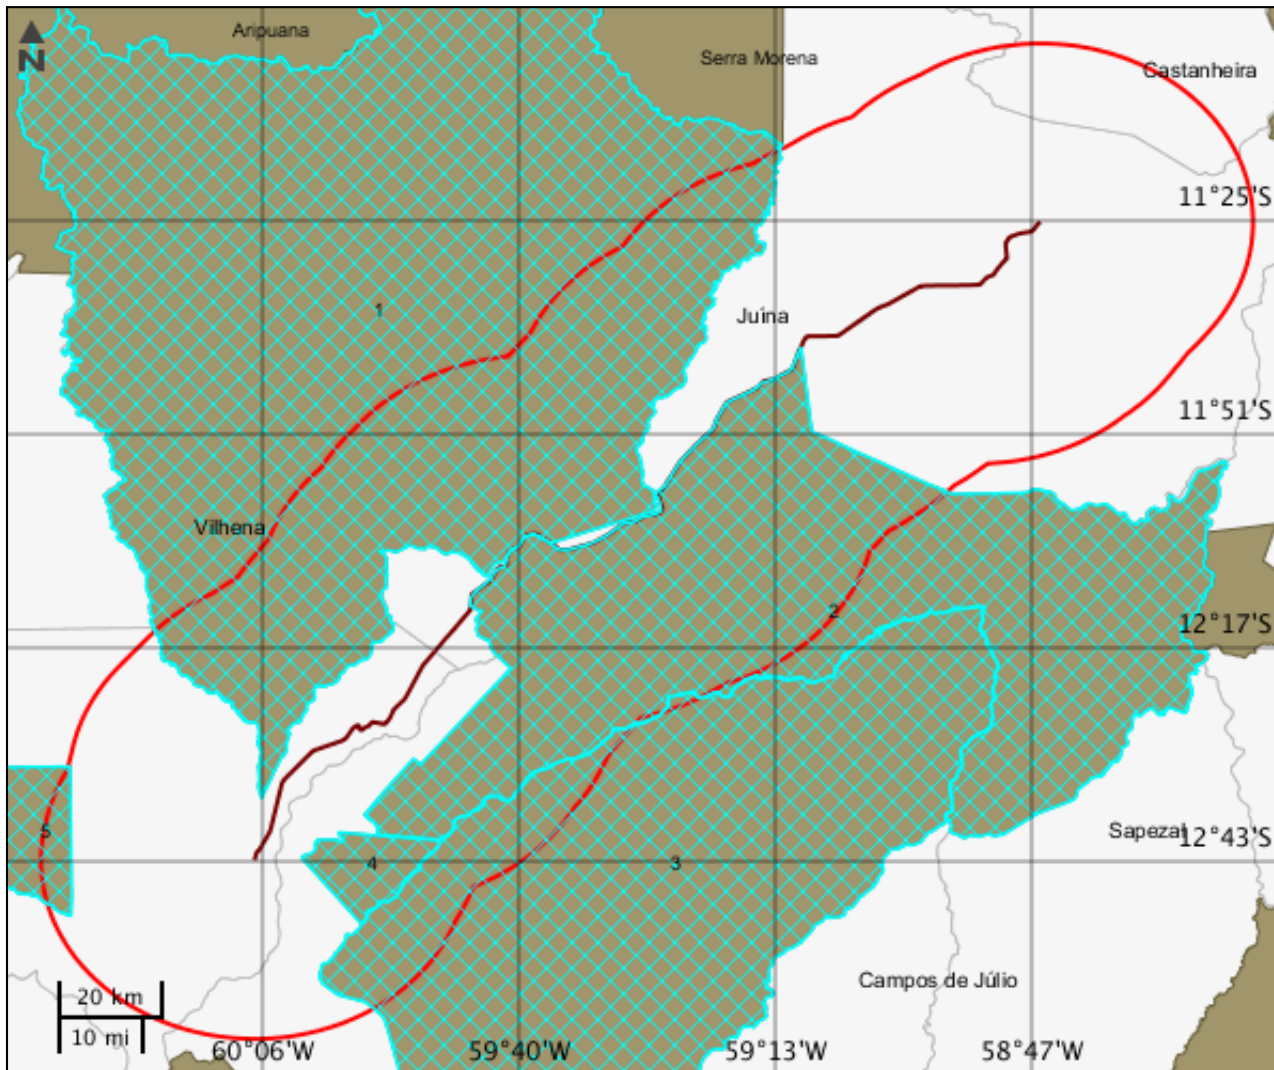 Aripuana
N
Serra Morena
Castanheira
11°25'S
1
Juína
11°51'S
Vilhena
2
12°17'S
5
4
3
Sapezal
12°43'S
Campos de Júlio
20 km
10 mi
60°06'W
59°40'W
59°13'W
58°47'W